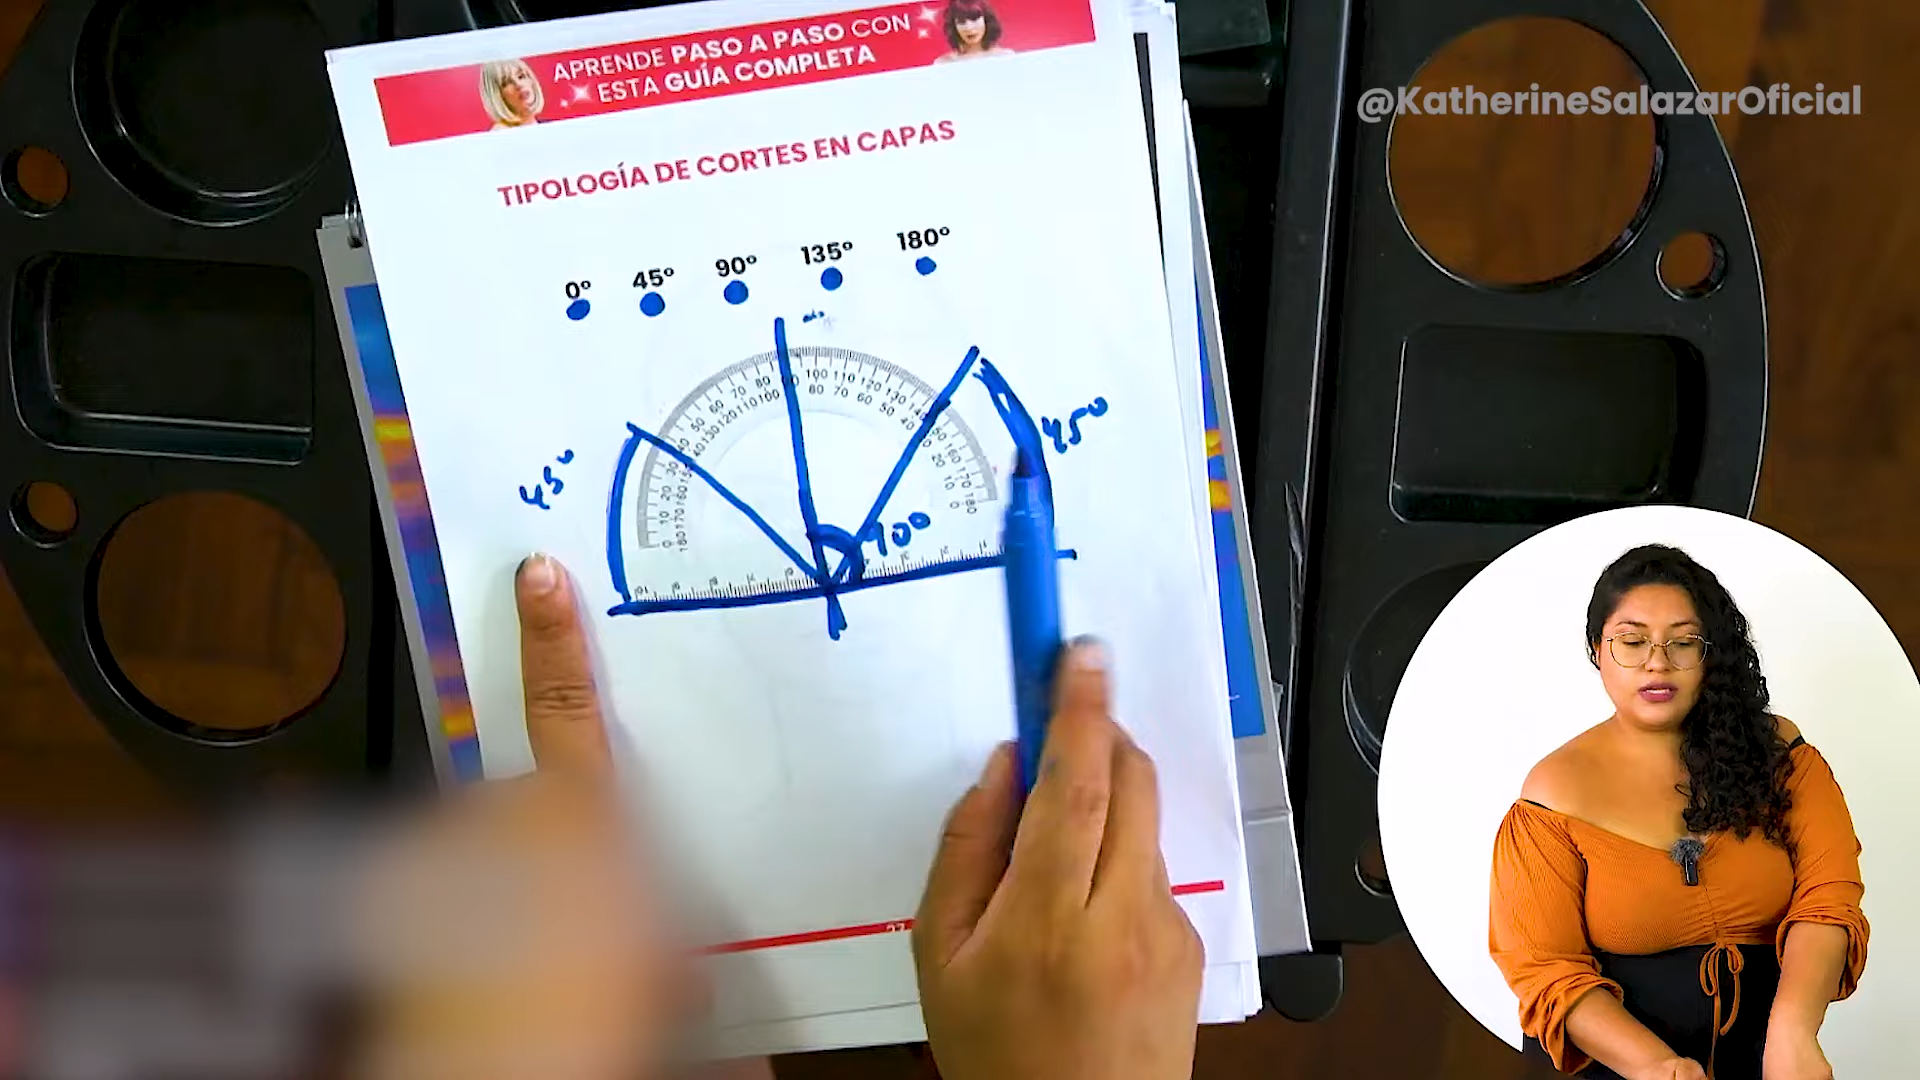 APRENDE PASO A PASO CON
ESTA GUÍA COMPLETA
@KatherineSalazarOficial
TIPOLOGÍA DE CORTES EN CAPAS
0° 45° 90° 135° 180°
45°
45°
90°
27